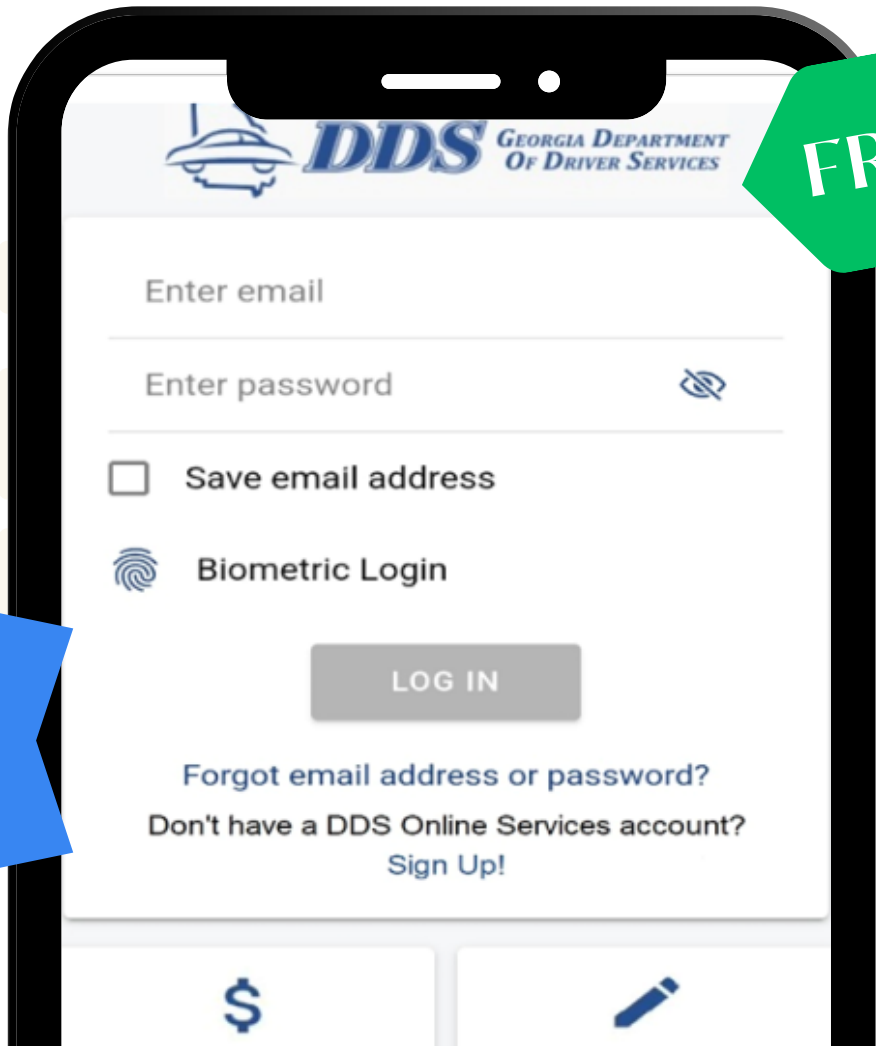 DDS GEORGIA DEPARTMENT
OF DRIVER SERVICES
FR
Enter email
Enter password
Save email address
Biometric Login
LOG IN
Forgot email address or password?
Don't have a DDS Online Services account?
Sign Up!
$